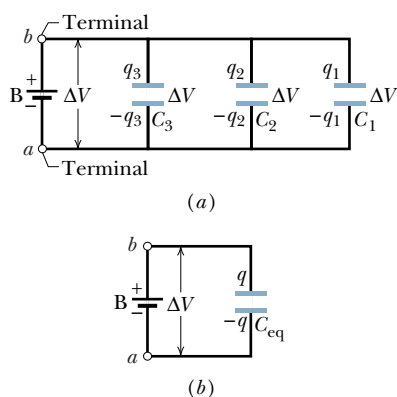 Terminal
b
q3 q2 q1
+
B ΔV ΔV ΔV ΔV
−
−q3 C3 −q2 C2 −q1 C1
a
Terminal
(a)
b
q
+
B ΔV
−
−q Ceq
a
(b)